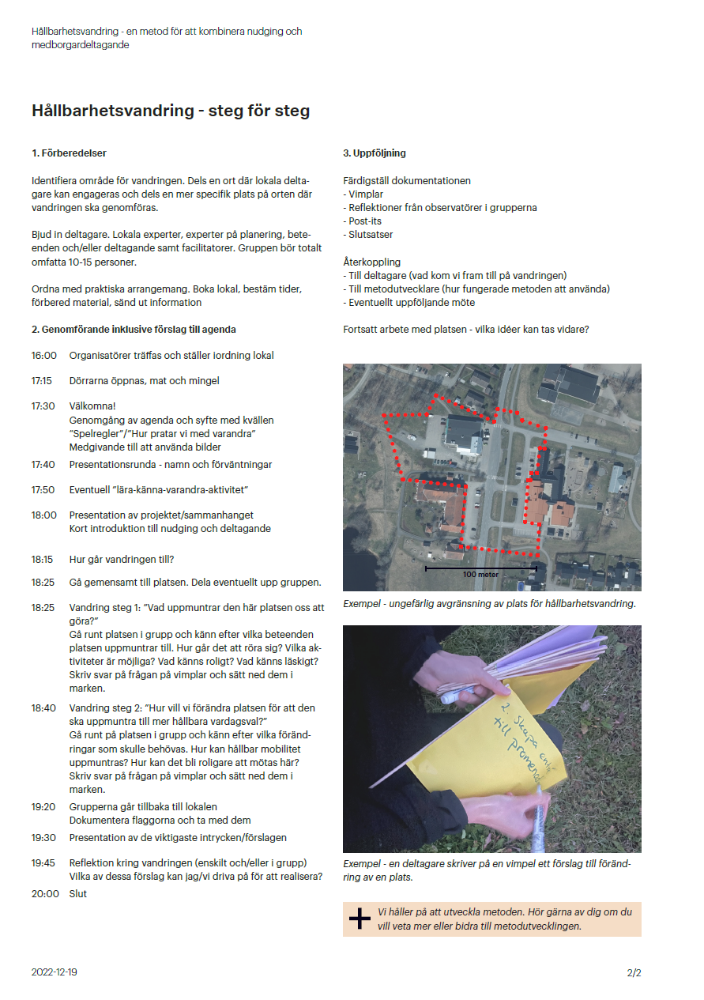 Hållbarhetsvandring - en metod för att kombinera nudging och
medborgardeltagande
Hållbarhetsvandring - steg för steg
1. Förberedelser
Identifiera område för vandringen. Dels en ort där lokala delta-
gare kan engageras och dels en mer specifik plats på orten där
vandringen ska genomföras.
Bjud in deltagare. Lokala experter, experter på planering, bete-
enden och/eller deltagande samt facilitatorer. Gruppen bör totalt
omfatta 10-15 personer.
Ordna med praktiska arrangemang. Boka lokal, bestäm tider,
förbered material, sänd ut information
2. Genomförande inklusive förslag till agenda
16:00 Organisatörer träffas och ställer iordning lokal
17:15 Dörrarna öppnas, mat och mingel
17:30 Välkomna!
Genomgång av agenda och syfte med kvällen
”Spelregler”/”Hur pratar vi med varandra”
Medgivande till att använda bilder
17:40 Presentationsrunda - namn och förväntningar
17:50 Eventuell ”lära-känna-varandra-aktivitet”
18:00 Presentation av projektet/sammanhanget
Kort introduktion till nudging och deltagande
18:15 Hur går vandringen till?
18:25 Gå gemensamt till platsen. Dela eventuellt upp gruppen.
18:25 Vandring steg 1: ”Vad uppmuntrar den här platsen oss att
göra?”
Gå runt platsen i grupp och känn efter vilka beteenden
platsen uppmuntrar till. Hur går det att röra sig? Vilka ak-
tiviteter är möjliga? Vad känns roligt? Vad känns läskigt?
Skriv svar på frågan på vimplar och sätt ned dem i
marken.
18:40 Vandring steg 2: ”Hur vill vi förändra platsen för att den
ska uppmuntra till mer hållbara vardagsval?”
Gå runt på platsen i grupp och känn efter vilka föränd-
ringar som skulle behövas. Hur kan hållbar mobilitet
uppmuntras? Hur kan det bli roligare att mötas här?
Skriv svar på frågan på vimplar och sätt ned dem i
marken.
19:20 Grupperna går tillbaka till lokalen
Dokumentera flaggorna och ta med dem
19:30 Presentation av de viktigaste intrycken/förslagen
19:45 Reflektion kring vandringen (enskilt och/eller i grupp)
Vilka av dessa förslag kan jag/vi driva på för att realisera?
20:00 Slut
3. Uppföljning
Färdigställ dokumentationen
- Vimplar
- Reflektioner från observatörer i grupperna
- Post-its
- Slutsatser
Återkoppling
- Till deltagare (vad kom vi fram till på vandringen)
- Till metodutvecklare (hur fungerade metoden att använda)
- Eventuellt uppföljande möte
Fortsatt arbete med platsen - vilka idéer kan tas vidare?
100 meter
Exempel - ungefärlig avgränsning av plats för hållbarhetsvandring.
2. Skapa
till promenad
Exempel - en deltagare skriver på en vimpel ett förslag till föränd-
ring av en plats.
Vi håller på att utveckla metoden. Hör gärna av dig om du
vill veta mer eller bidra till metodutvecklingen.
2022-12-19
2/2